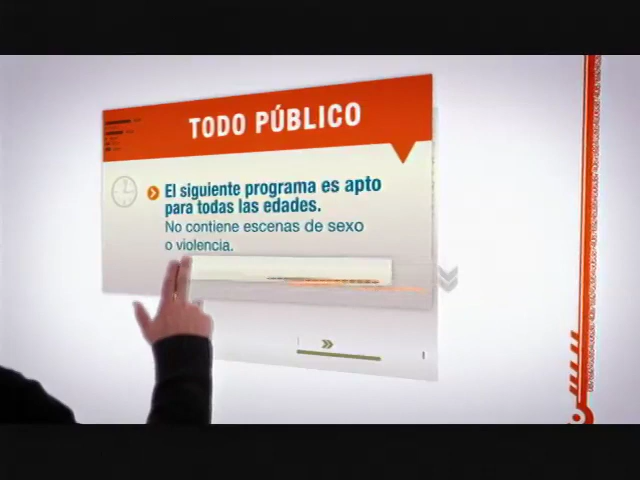 TODO PÚBLICO
El siguiente programa es apto
para todas las edades.
No contiene escenas de sexo
o violencia.